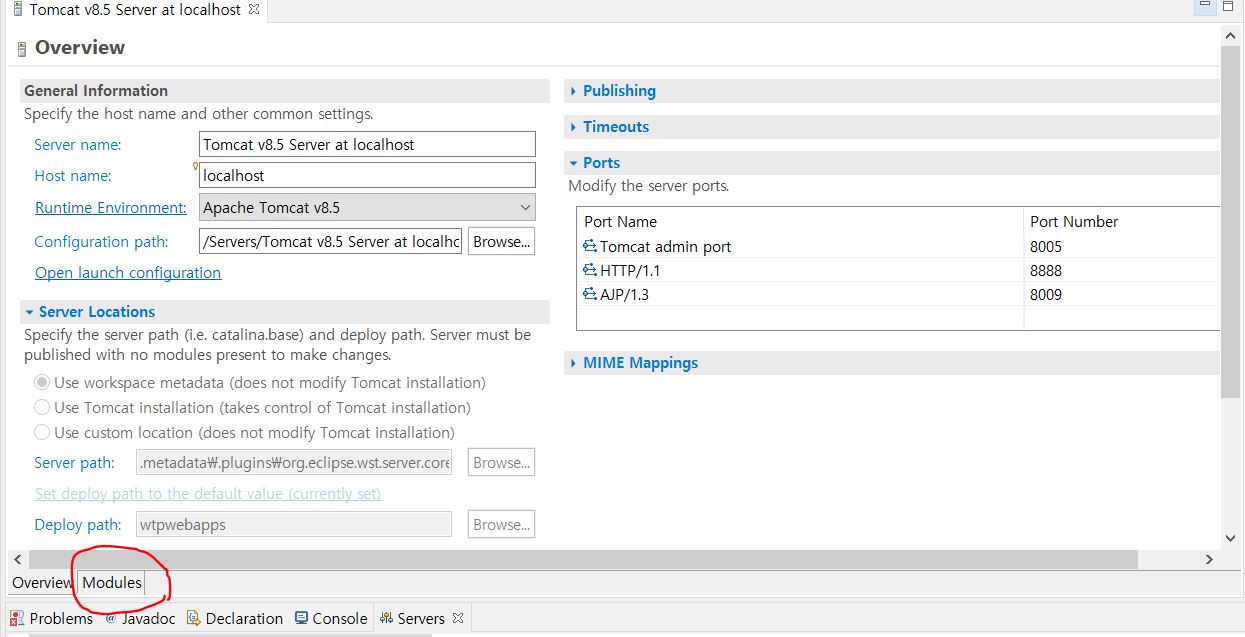 Tomcat v8.5 Server at localhost
Overview
General Information
Specify the host name and other common settings.
Server name: Tomcat v8.5 Server at localhost
Host name: localhost
Runtime Environment: Apache Tomcat v8.5
Configuration path: /Servers/Tomcat v8.5 Server at localhc Browse...
Open launch configuration
Server Locations
Specify the server path (i.e. catalina.base) and deploy path. Server must be
published with no modules present to make changes.
Use workspace metadata (does not modify Tomcat installation)
Use Tomcat installation (takes control of Tomcat installation)
Use custom location (does not modify Tomcat installation)
Server path: .metadata₩.plugins₩org.eclipse.wst.server.core Browse...
Set deploy path to the default value (currently set)
Deploy path: wtpwebapps Browse...
Publishing
Timeouts
Ports
Modify the server ports.
Port Name Port Number
Tomcat admin port 8005
HTTP/1.1 8888
AJP/1.3 8009
MIME Mappings
Overview Modules
Problems @ Javadoc Declaration Console Servers